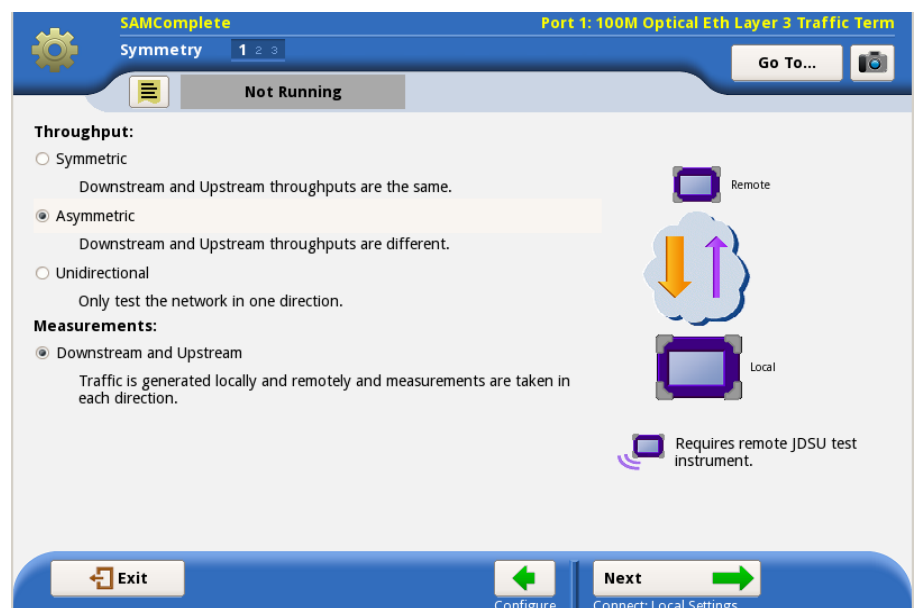 SAMComplete
Port 1: 100M Optical Eth Layer 3 Traffic Term
Symmetry
1 2 3
Go To...
Not Running
Throughput:
Symmetric
Downstream and Upstream throughputs are the same.
Asymmetric
Downstream and Upstream throughputs are different.
Unidirectional
Only test the network in one direction.
Measurements:
Downstream and Upstream
Traffic is generated locally and remotely and measurements are taken in
each direction.
Remote
Local
Requires remote JDSU test
instrument.
Exit
Configure
Next
Connect: Local Settings